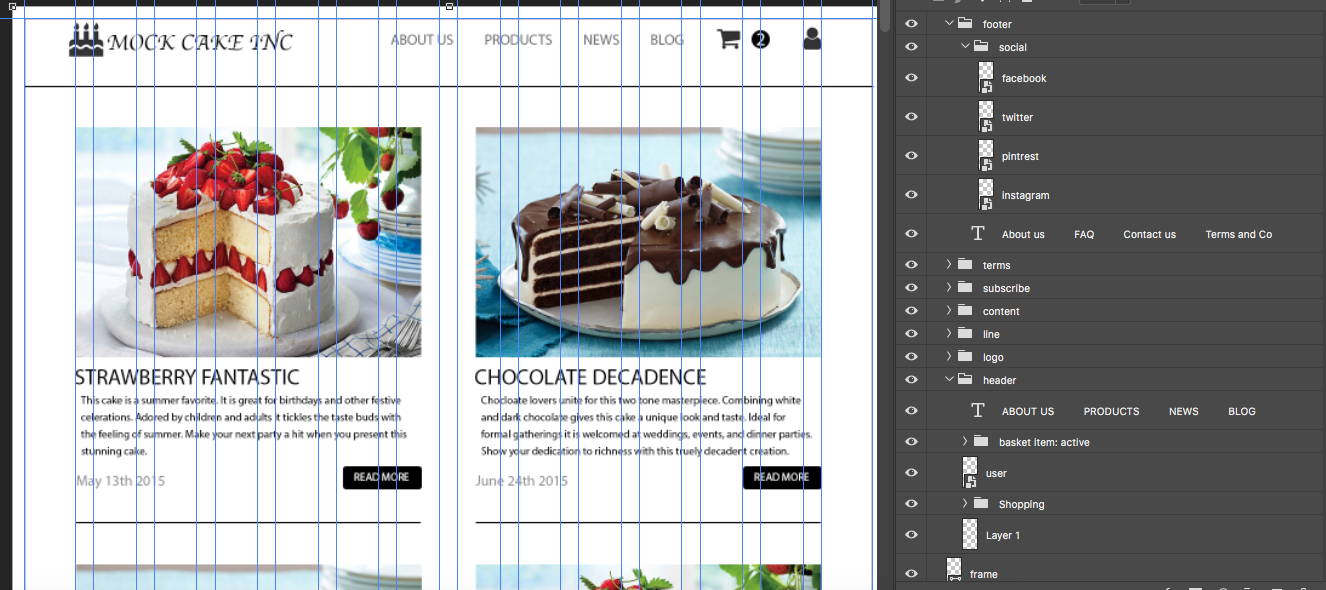 MOCK CAKE INC
ABOUT US PRODUCTS NEWS BLOG 2
STRAWBERRY FANTASTIC
This cake is a summer favorite. It is great for birthdays and other festive
celerations. Adored by children and adults it tickles the taste buds with
the feeling of summer. Make your next party a hit when you present this
stunning cake.
May 13th 2015
READ MORE
CHOCOLATE DECADENCE
Chocloate lovers unite for this two tone masterpiece. Combining white
and dark chocolate gives this cake a unique look and taste. Ideal for
formal gatherings it is welcomed at weddings, events, and dinner parties.
Show your dedication to richness with this truely decadent creation.
June 24th 2015
READ MORE
footer
social
facebook
twitter
pintrest
instagram
About us FAQ Contact us Terms and Co
terms
subscribe
content
line
logo
header
ABOUT US PRODUCTS NEWS BLOG
basket item: active
user
Shopping
Layer 1
frame